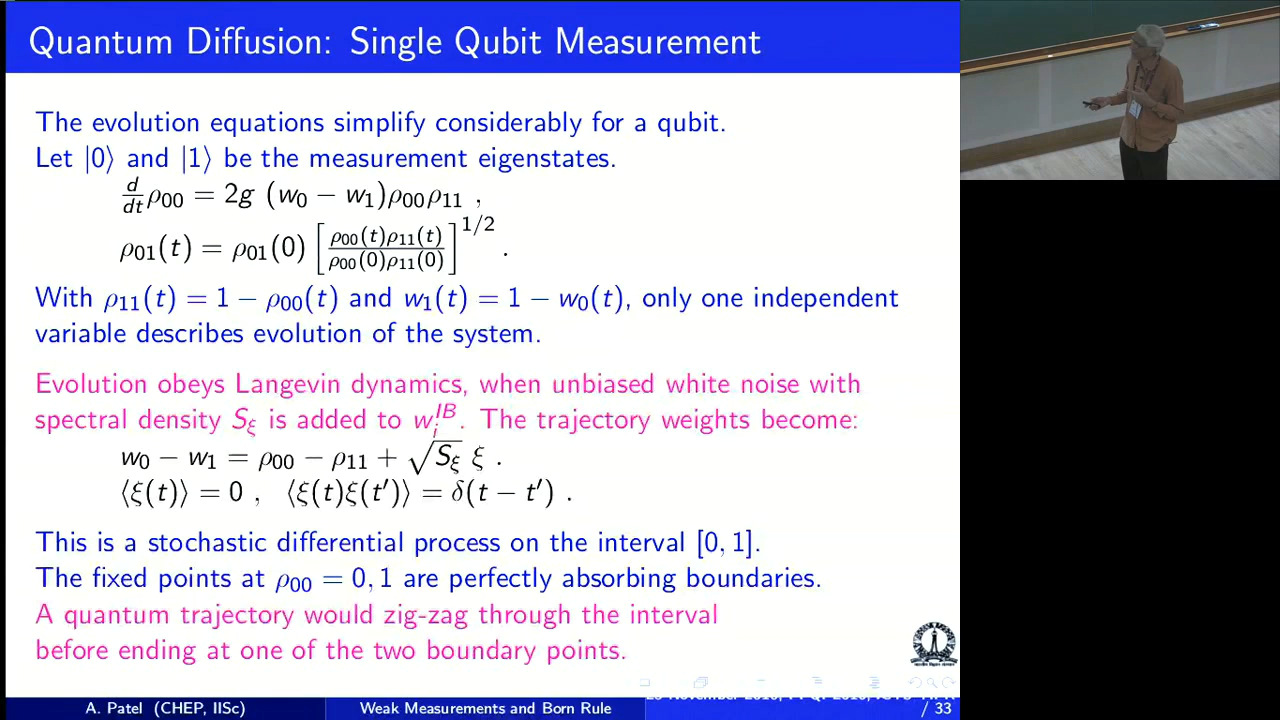 Quantum Diffusion: Single Qubit Measurement
The evolution equations simplify considerably for a qubit.
Let |0⟩ and |1⟩ be the measurement eigenstates.
d/dt ρ₀₀ = 2g (w₀ − w₁)ρ₀₀ρ₁₁ ,
ρ₀₁(t) = ρ₀₁(0) [ρ₀₀(t)ρ₁₁(t) / ρ₀₀(0)ρ₁₁(0)]^{1/2} .
With ρ₁₁(t) = 1 − ρ₀₀(t) and w₁(t) = 1 − w₀(t), only one independent
variable describes evolution of the system.
Evolution obeys Langevin dynamics, when unbiased white noise with
spectral density S_ξ is added to w_i^{IB}. The trajectory weights become:
w₀ − w₁ = ρ₀₀ − ρ₁₁ + √S_ξ ξ .
⟨ξ(t)⟩ = 0 , ⟨ξ(t)ξ(t′)⟩ = δ(t − t′) .
This is a stochastic differential process on the interval [0, 1].
The fixed points at ρ₀₀ = 0, 1 are perfectly absorbing boundaries.
A quantum trajectory would zig-zag through the interval
before ending at one of the two boundary points.
A. Patel (CHEP, IISc) Weak Measurements and Born Rule / 33